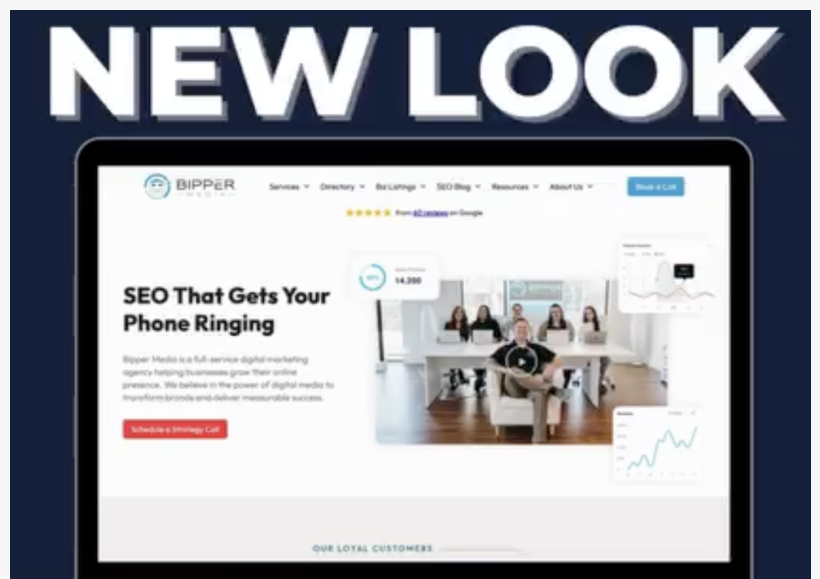 NEW LOOK
BIPPER
MEDIA
Services Directory Biz Listings SEO Blog Resources About Us Book a Call
from 60 reviews on Google
14,200
SEO That Gets Your
Phone Ringing
BIPPER
Bipper Media is a full-service digital marketing
agency helping businesses grow their online
presence. We believe in the power of digital media to
transform brands and deliver measurable success.
Schedule a Strategy Call
OUR LOYAL CUSTOMERS